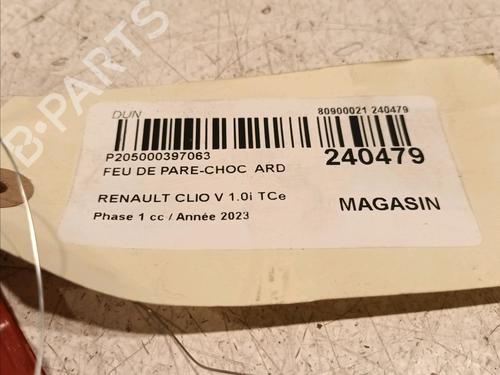 DUN
80900021 240479
P205000397063
240479
FEU DE PARE-CHOC ARD
RENAULT CLIO V 1.0i TCe
MAGASIN
Phase 1 cc / Année 2023
B-PARTS